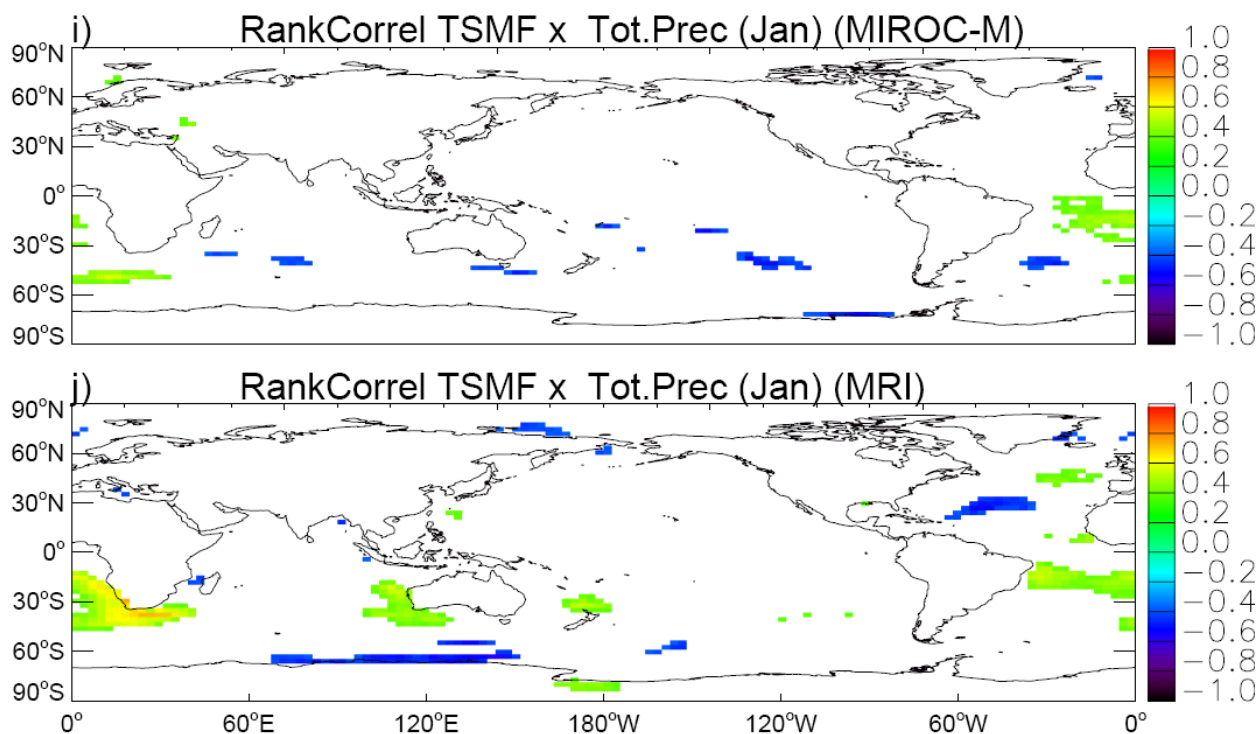 i) RankCorrel TSMF x Tot.Prec (Jan) (MIROC-M)
90°N
60°N
30°N
0°
30°S
60°S
90°S
1.0
0.8
0.6
0.4
0.2
0.0
-0.2
-0.4
-0.6
-0.8
-1.0
j) RankCorrel TSMF x Tot.Prec (Jan) (MRI)
90°N
60°N
30°N
0°
30°S
60°S
90°S
1.0
0.8
0.6
0.4
0.2
0.0
-0.2
-0.4
-0.6
-0.8
-1.0
0° 60°E 120°E 180°W 120°W 60°W 0°